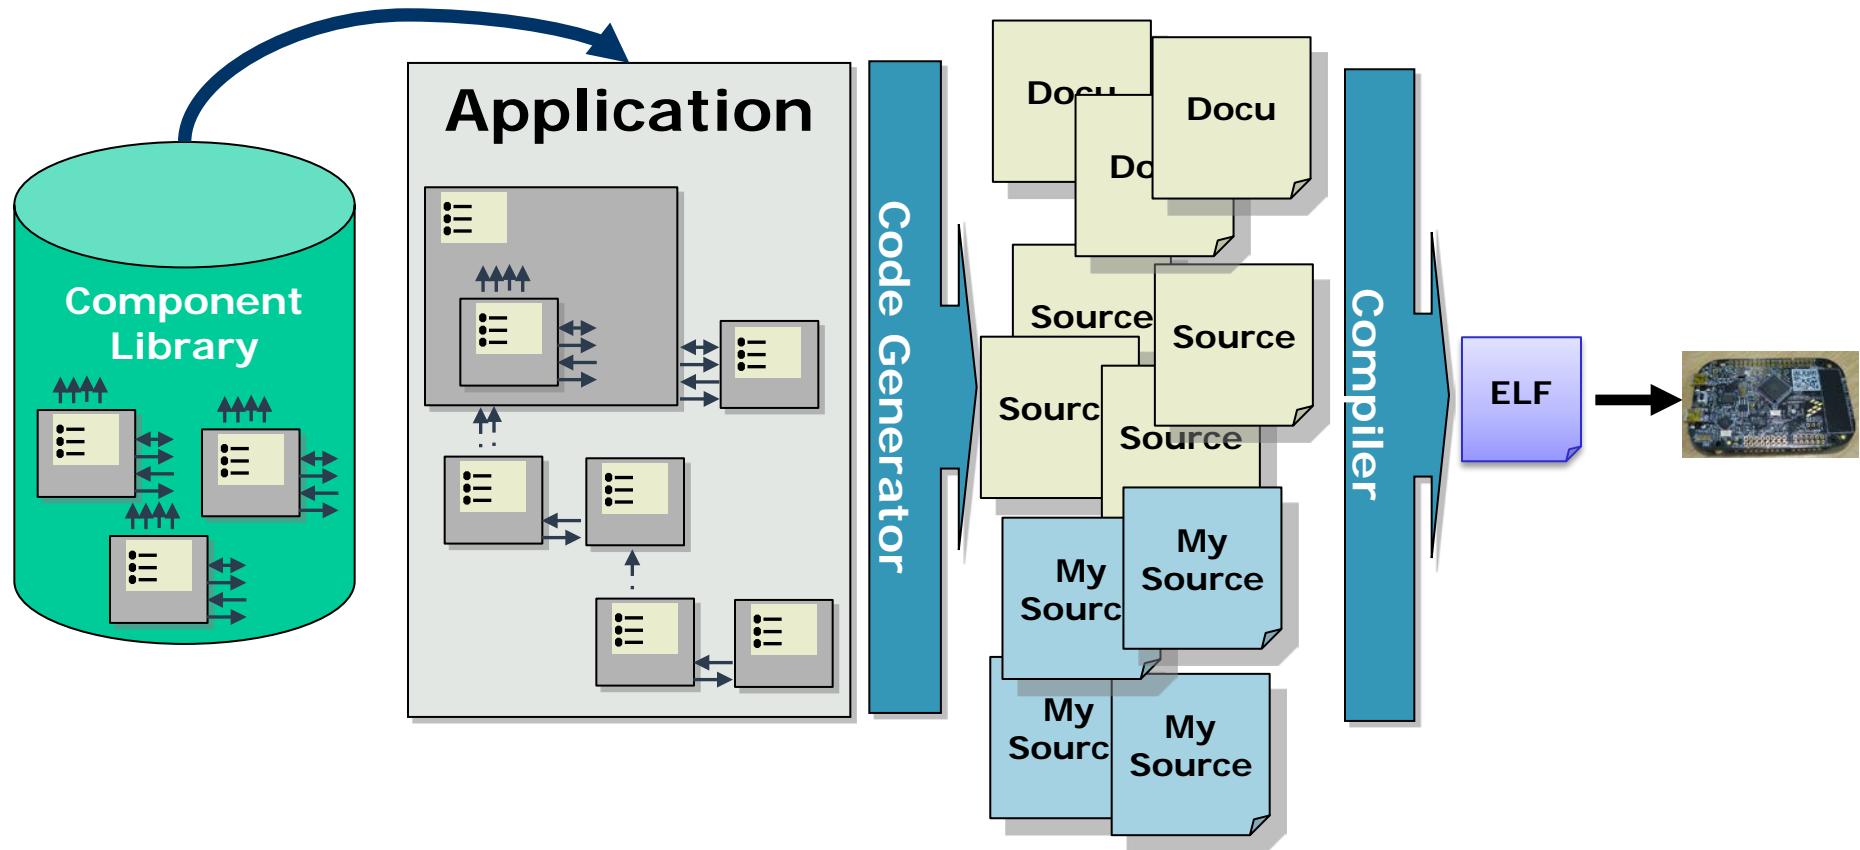 Application
Component
Library
Code Generator
Docu
Do
Docu
Source
Source
Sourc
Source
My
Source
My
Sourc
My
Sourc
My
Source
Compiler
ELF